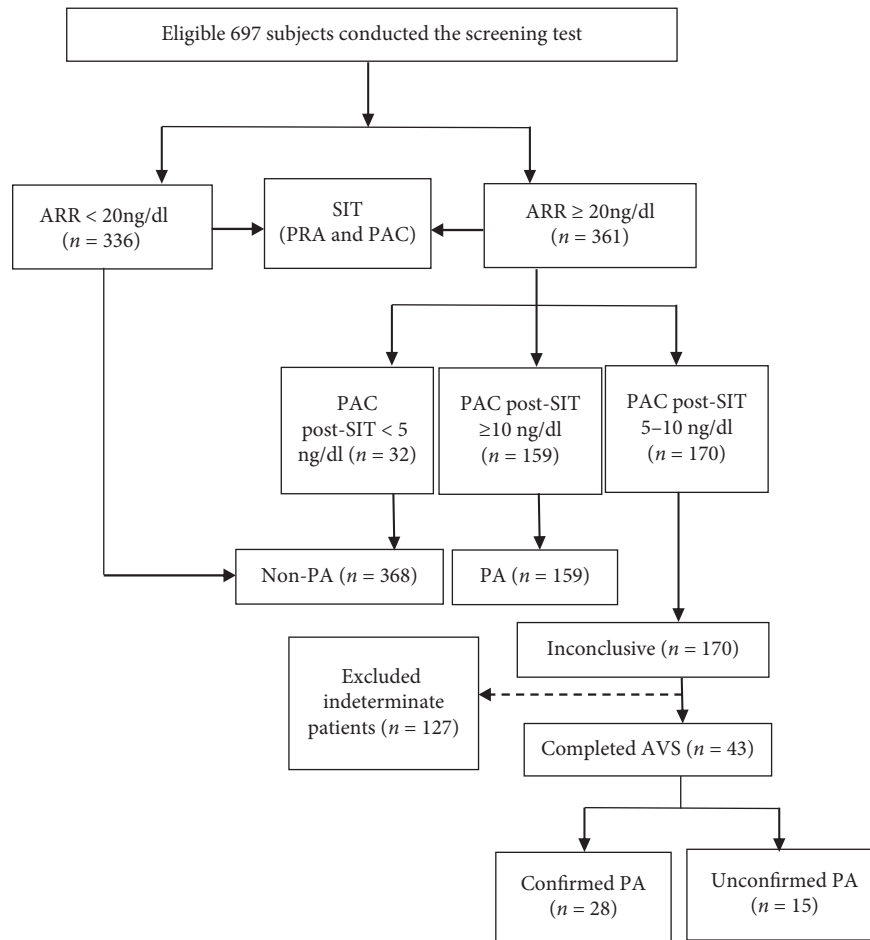 Eligible 697 subjects conducted the screening test
ARR < 20ng/dl
(n = 336)
SIT
(PRA and PAC)
ARR ≥ 20ng/dl
(n = 361)
PAC
post-SIT < 5
ng/dl (n = 32)
PAC post-SIT
≥10 ng/dl
(n = 159)
PAC post-SIT
5–10 ng/dl
(n = 170)
Non-PA (n = 368)
PA (n = 159)
Inconclusive (n = 170)
Excluded
indeterminate
patients (n = 127)
Completed AVS (n = 43)
Confirmed PA
(n = 28)
Unconfirmed PA
(n = 15)